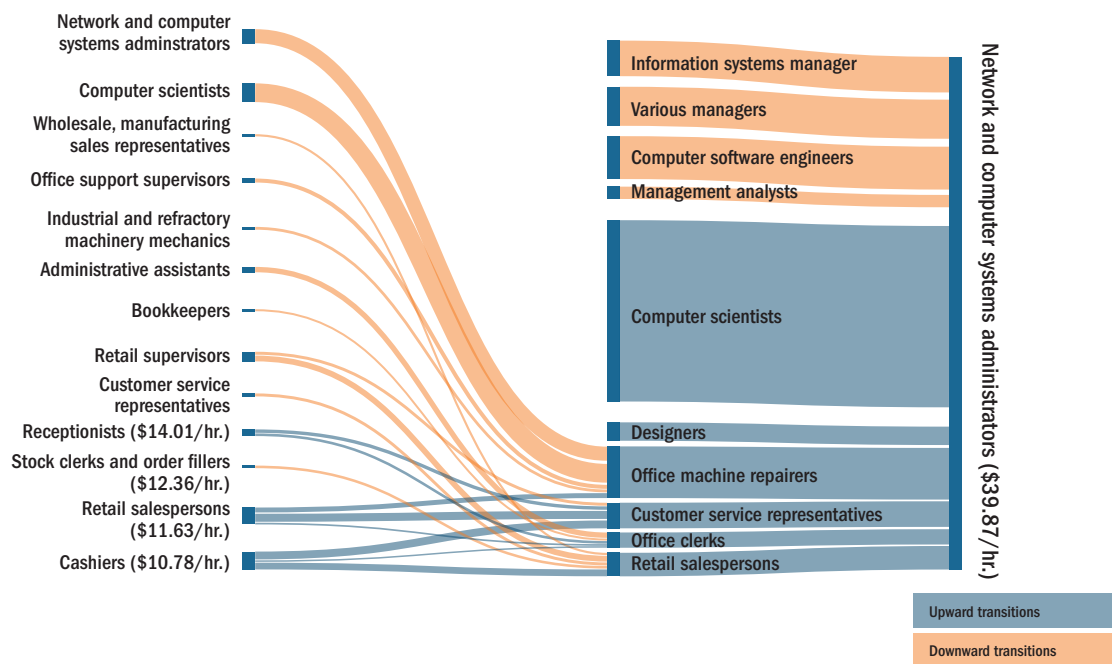 Network and computer
systems adminstrators
Computer scientists
Wholesale, manufacturing
sales representatives
Office support supervisors
Industrial and refractory
machinery mechanics
Administrative assistants
Bookkeepers
Retail supervisors
Customer service
representatives
Receptionists ($14.01/hr.)
Stock clerks and order fillers
($12.36/hr.)
Retail salespersons
($11.63/hr.)
Cashiers ($10.78/hr.)
Information systems manager
Various managers
Computer software engineers
Management analysts
Computer scientists
Designers
Office machine repairers
Customer service representatives
Office clerks
Retail salespersons
Network and computer systems administrators ($39.87/hr.)
Upward transitions
Downward transitions